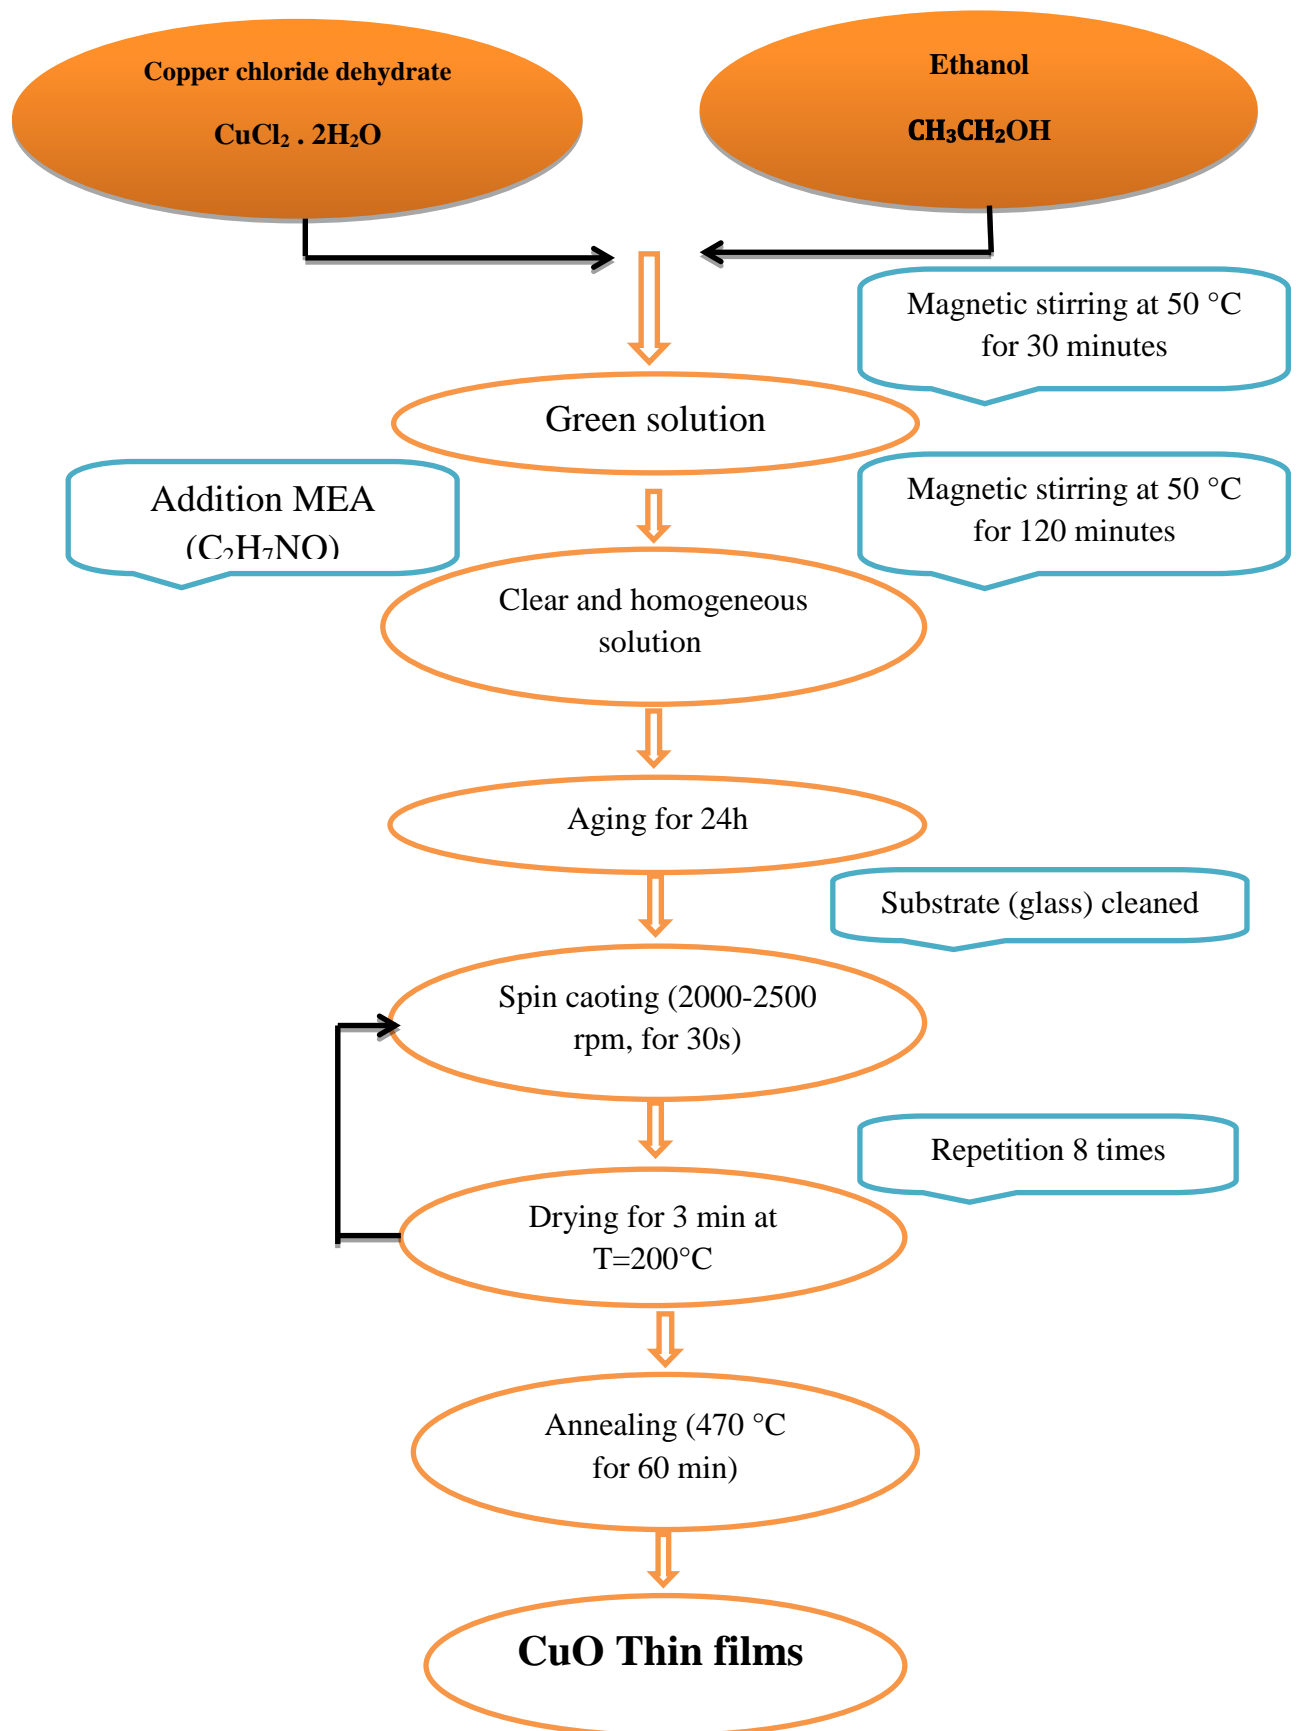 Copper chloride dehydrate
CuCl₂ . 2H₂O
Ethanol
CH₃CH₂OH
Magnetic stirring at 50 °C
for 30 minutes
Green solution
Addition MEA
(C₂H₇NO)
Magnetic stirring at 50 °C
for 120 minutes
Clear and homogeneous
solution
Aging for 24h
Substrate (glass) cleaned
Spin caoting (2000-2500
rpm, for 30s)
Repetition 8 times
Drying for 3 min at
T=200°C
Annealing (470 °C
for 60 min)
CuO Thin films